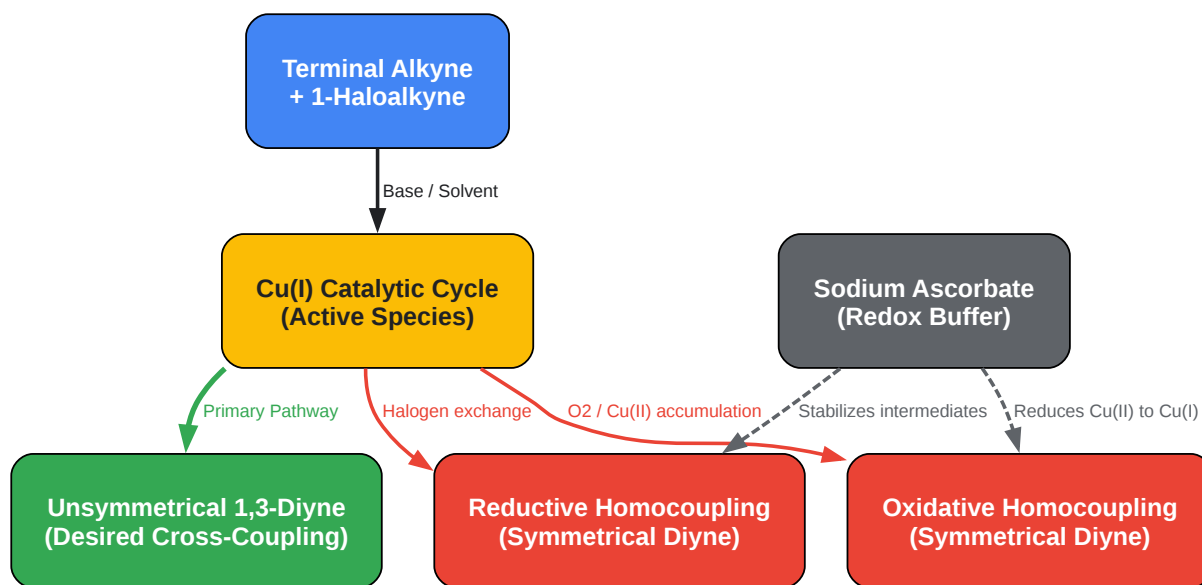 Terminal Alkyne
+ 1-Haloalkyne
Base / Solvent
Cu(I) Catalytic Cycle
(Active Species)
Sodium Ascorbate
(Redox Buffer)
Primary Pathway
Halogen exchange
O2 / Cu(II) accumulation
Stabilizes intermediates
Reduces Cu(II) to Cu(I)
Unsymmetrical 1,3-Diyne
(Desired Cross-Coupling)
Reductive Homocoupling
(Symmetrical Diyne)
Oxidative Homocoupling
(Symmetrical Diyne)